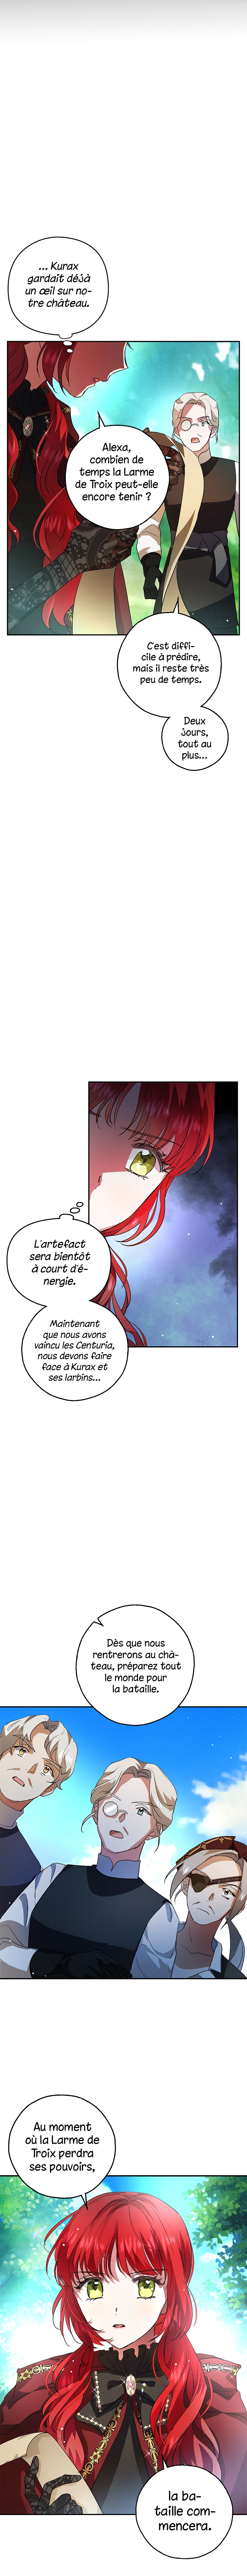 ... Kurax
gardait déjà
un œil sur no-
tre château.
Alexa,
combien de
temps la Larme
de Troix peut-elle
encore tenir ?
C'est diffi-
cile à prédire,
mais il reste très
peu de temps.
Deux
jours,
tout au
plus...
L'artefact
sera bientôt
à court d'é-
nergie.
Maintenant
que nous avons
vaincu les Centuria,
nous devons faire
face à Kurax et
ses larbins...
Dès que nous
rentrerons au châ-
teau, préparez tout
le monde pour
la bataille.
Au moment
où la Larme de
Troix perdra
ses pouvoirs,
la ba-
taille com-
mencera.